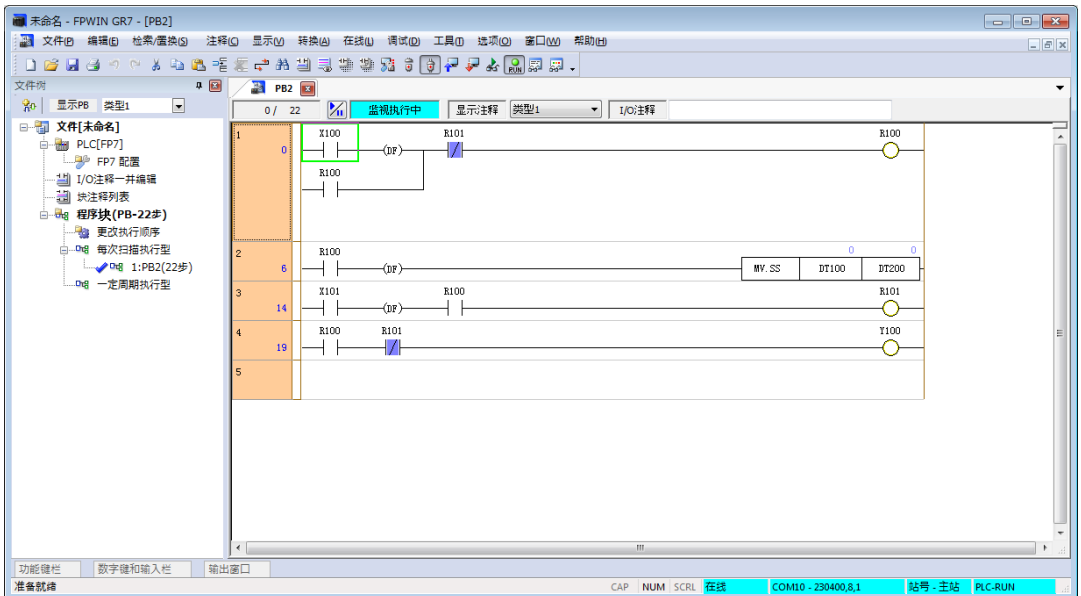 未命名 - FPWIN GR7 - [PB2]
文件(F) 编辑(E) 检索/置换(S) 注释(C) 显示(V) 转换(A) 在线(L) 调试(D) 工具(T) 选项(O) 窗口(W) 帮助(H)
RUN
文件树
PB2
显示PB 类型1
0 / 22 监视执行中 显示注释 类型1 I/O注释
文件[未命名]
PLC[FP7]
FP7 配置
I/O注释一并编辑
块注释列表
程序块(PB-22步)
更改执行顺序
每次扫描执行型
1:PB2(22步)
一定周期执行型
1 X100 R101 R100
0 (DF)
R100
2 R100 0 0
6 (DF) MV.SS DT100 DT200
3 X101 R100 R101
14 (DF)
4 R100 R101 Y100
19
5
功能键栏 数字键和输入栏 输出窗口
准备就绪 CAP NUM SCRL 在线 COM10 - 230400,8,1 站号 - 主站 PLC-RUN